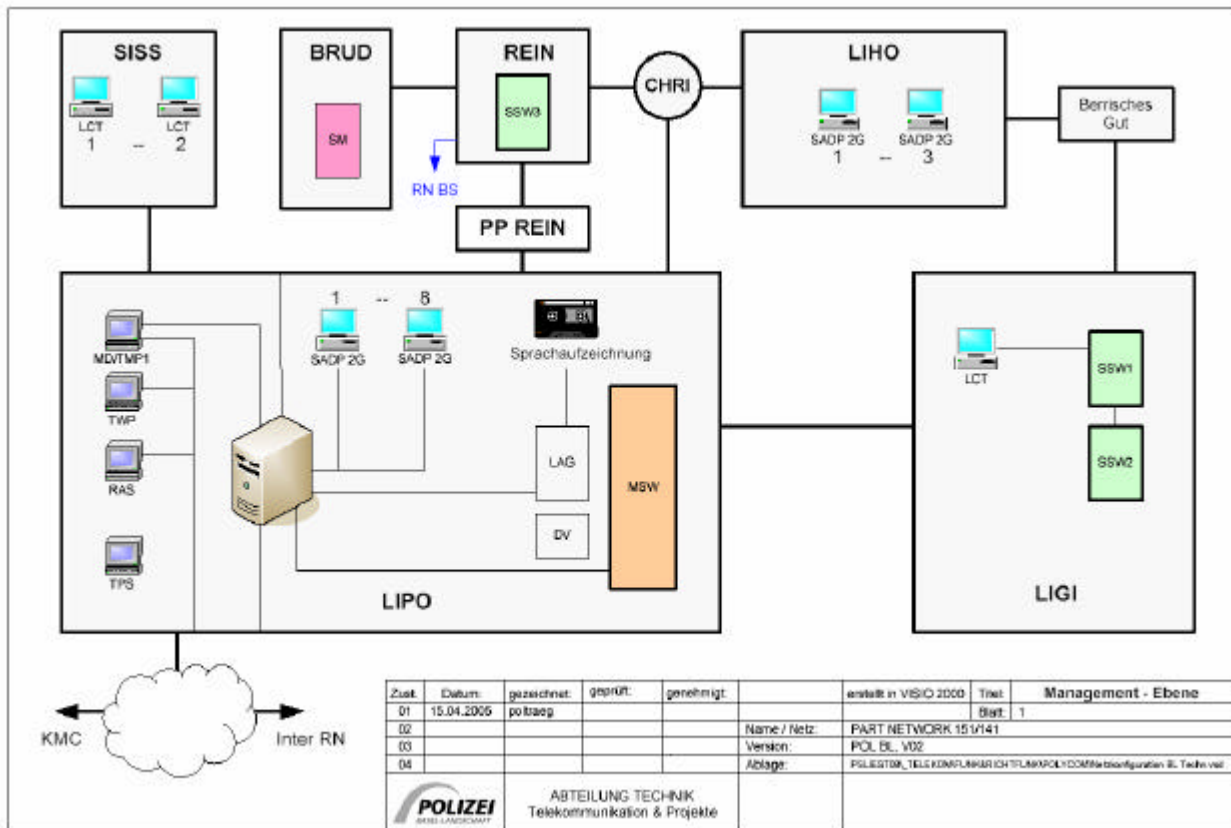 SISS
LCT
1
--
LCT
2
BRUD
SM
REIN
SSW3
RN BS
PP REIN
CHRI
LIHO
SADP 2G
1
--
SADP 2G
3
Berrisches
Gut
MD/TMP1
TWP
RAS
TPS
1 -- 8
SADP 2G
SADP 2G
Sprachaufzeichnung
LAG
DV
MSW
LIPO
LCT
SSW1
SSW2
LIGI
KMC
Inter RN
Zust. Datum: gezeichnet: geprüft: genehmigt: erstellt in VISIO 2000 Titel: Management - Ebene
01 15.04.2005 poltraeg Blatt: 1
02 Name / Netz: PART NETWORK 151/141
03 Version: POL BL, V02
04 Ablage:
POLIZEI
BASEL-LANDSCHAFT
ABTEILUNG TECHNIK
Telekommunikation & Projekte